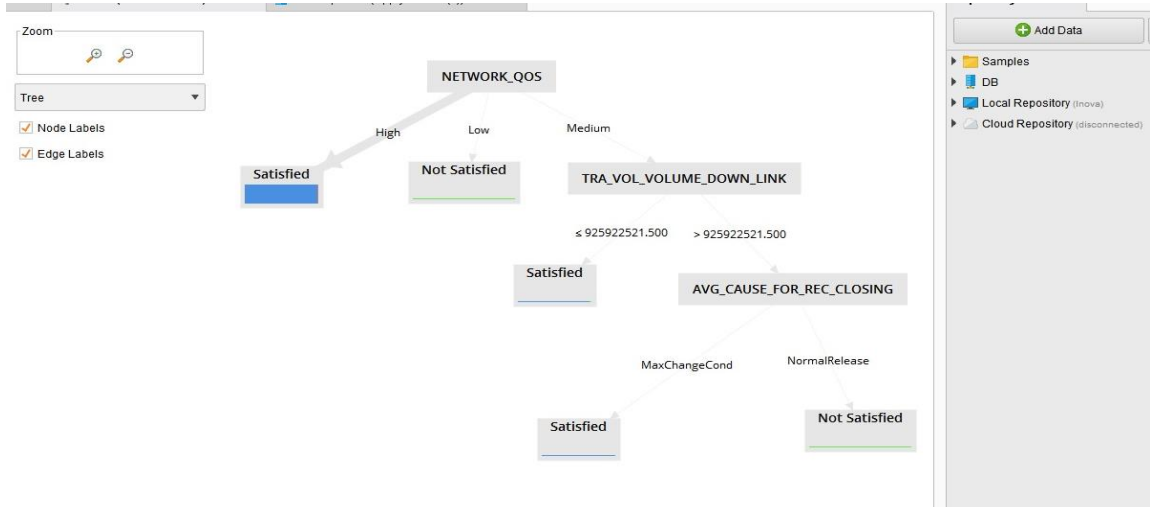 Zoom
Tree
Node Labels
Edge Labels
NETWORK_QOS
High
Low
Medium
Satisfied
Not Satisfied
TRA_VOL_VOLUME_DOWN_LINK
≤ 925922521.500
> 925922521.500
Satisfied
AVG_CAUSE_FOR_REC_CLOSING
MaxChangeCond
NormalRelease
Satisfied
Not Satisfied
Add Data
Samples
DB
Local Repository (Inova)
Cloud Repository (disconnected)